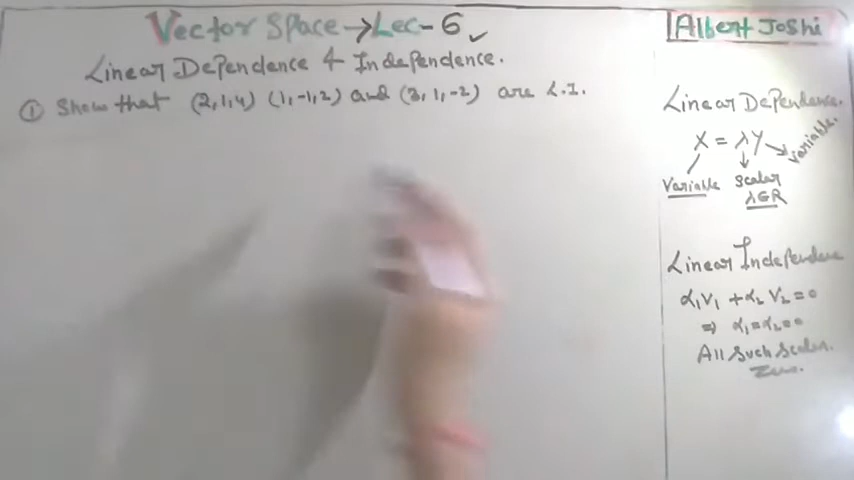 Vector Space → Lec-6 ✓
Albert Joshi
Linear Dependence & Independence.
① Show that (2,1,4) (1,-1,2) and (3,1,-2) are L.I.
Linear Dependence.
X = λY
Variable
Variable
Scalar
λ∈R
Linear Independence
α₁V₁ + α₂V₂ = 0
⇒ α₁=α₂=0
All such scalar.
Zero.